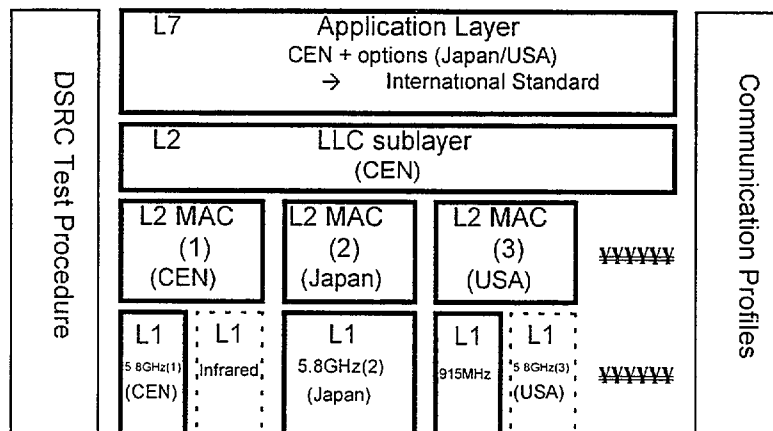 DSRC Test Procedure
L7 Application Layer
CEN + options (Japan/USA)
→ International Standard
L2 LLC sublayer
(CEN)
L2 MAC
(1)
(CEN)
L2 MAC
(2)
(Japan)
L2 MAC
(3)
(USA)
¥¥¥¥¥¥
L1
5.8GHz(1)
(CEN)
L1
Infrared
L1
5.8GHz(2)
(Japan)
L1
915MHz
L1
5.8GHz(3)
(USA)
¥¥¥¥¥¥
Communication Profiles